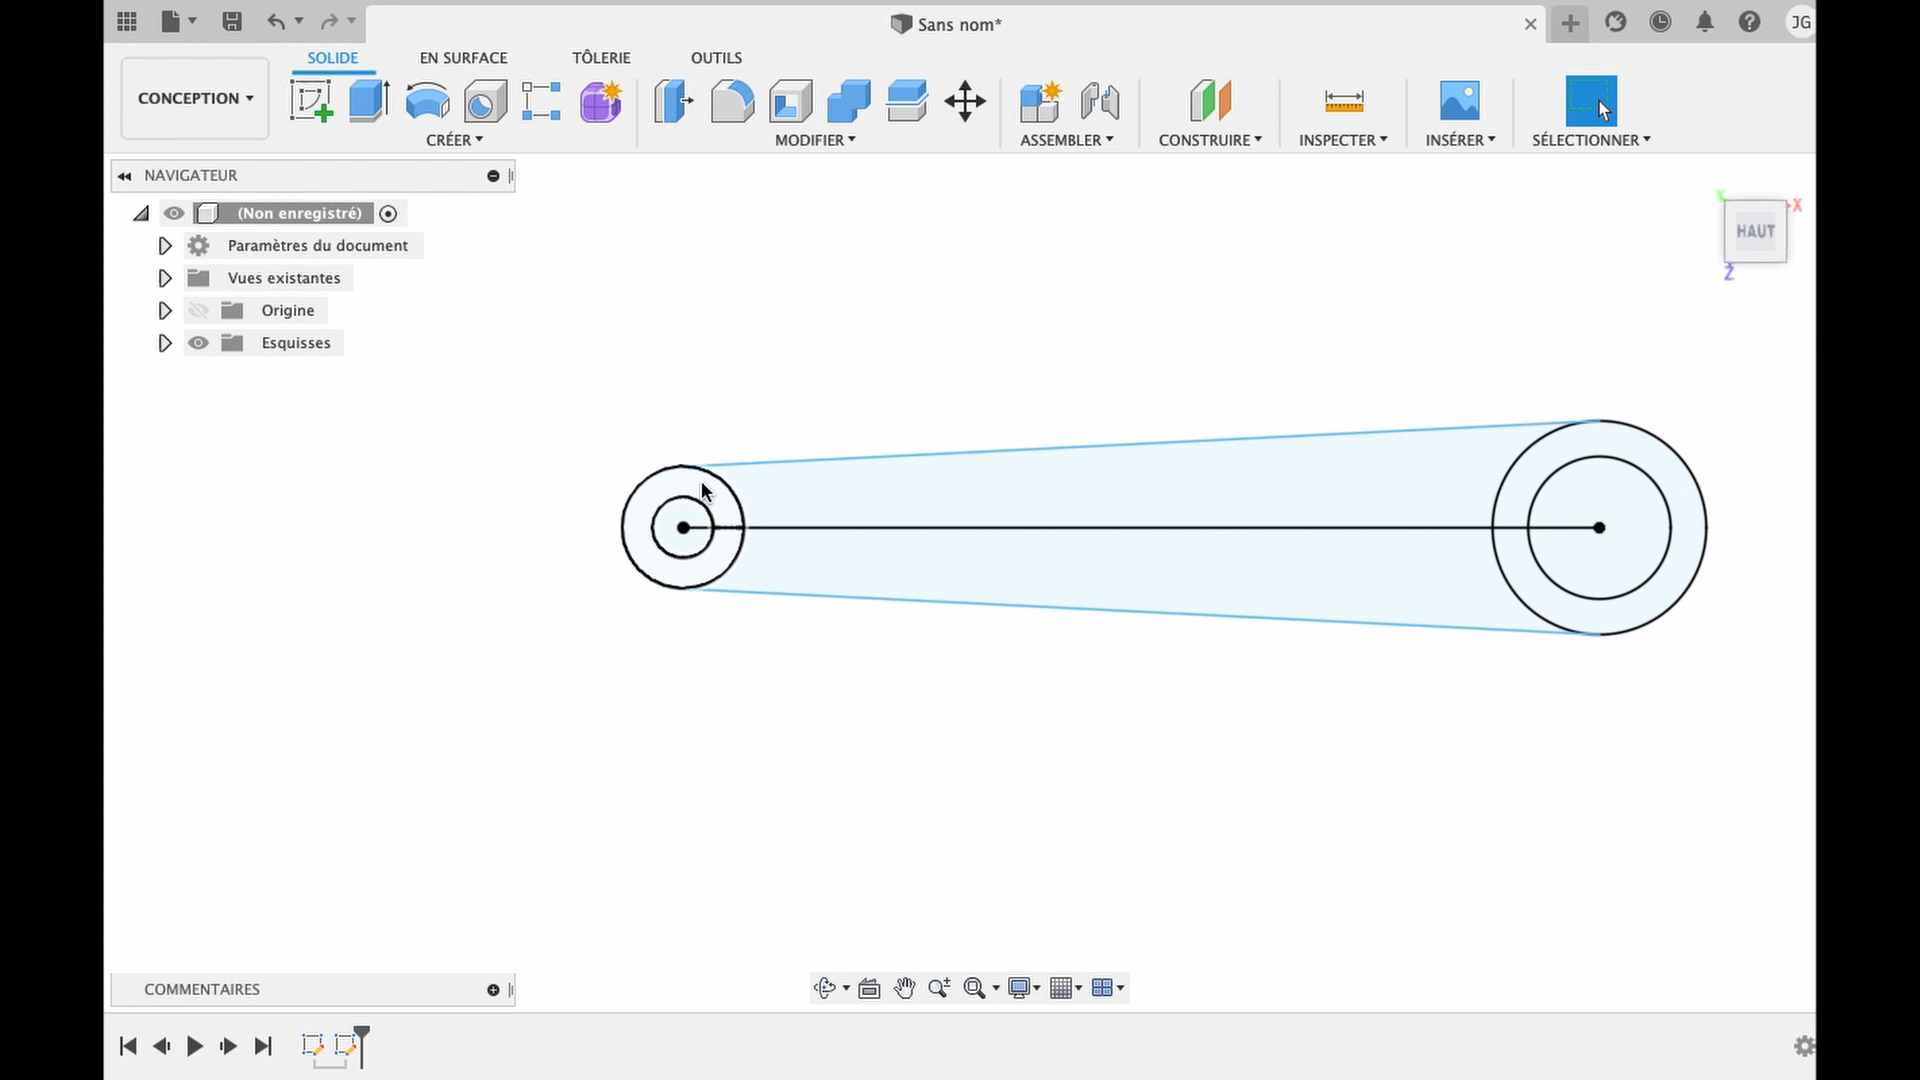 Sans nom*
JG
SOLIDE
EN SURFACE
TÔLERIE
OUTILS
CONCEPTION
CRÉER
MODIFIER
ASSEMBLER
CONSTRUIRE
INSPECTER
INSÉRER
SÉLECTIONNER
NAVIGATEUR
(Non enregistré)
Paramètres du document
Vues existantes
Origine
Esquisses
Y
X
HAUT
Z
COMMENTAIRES